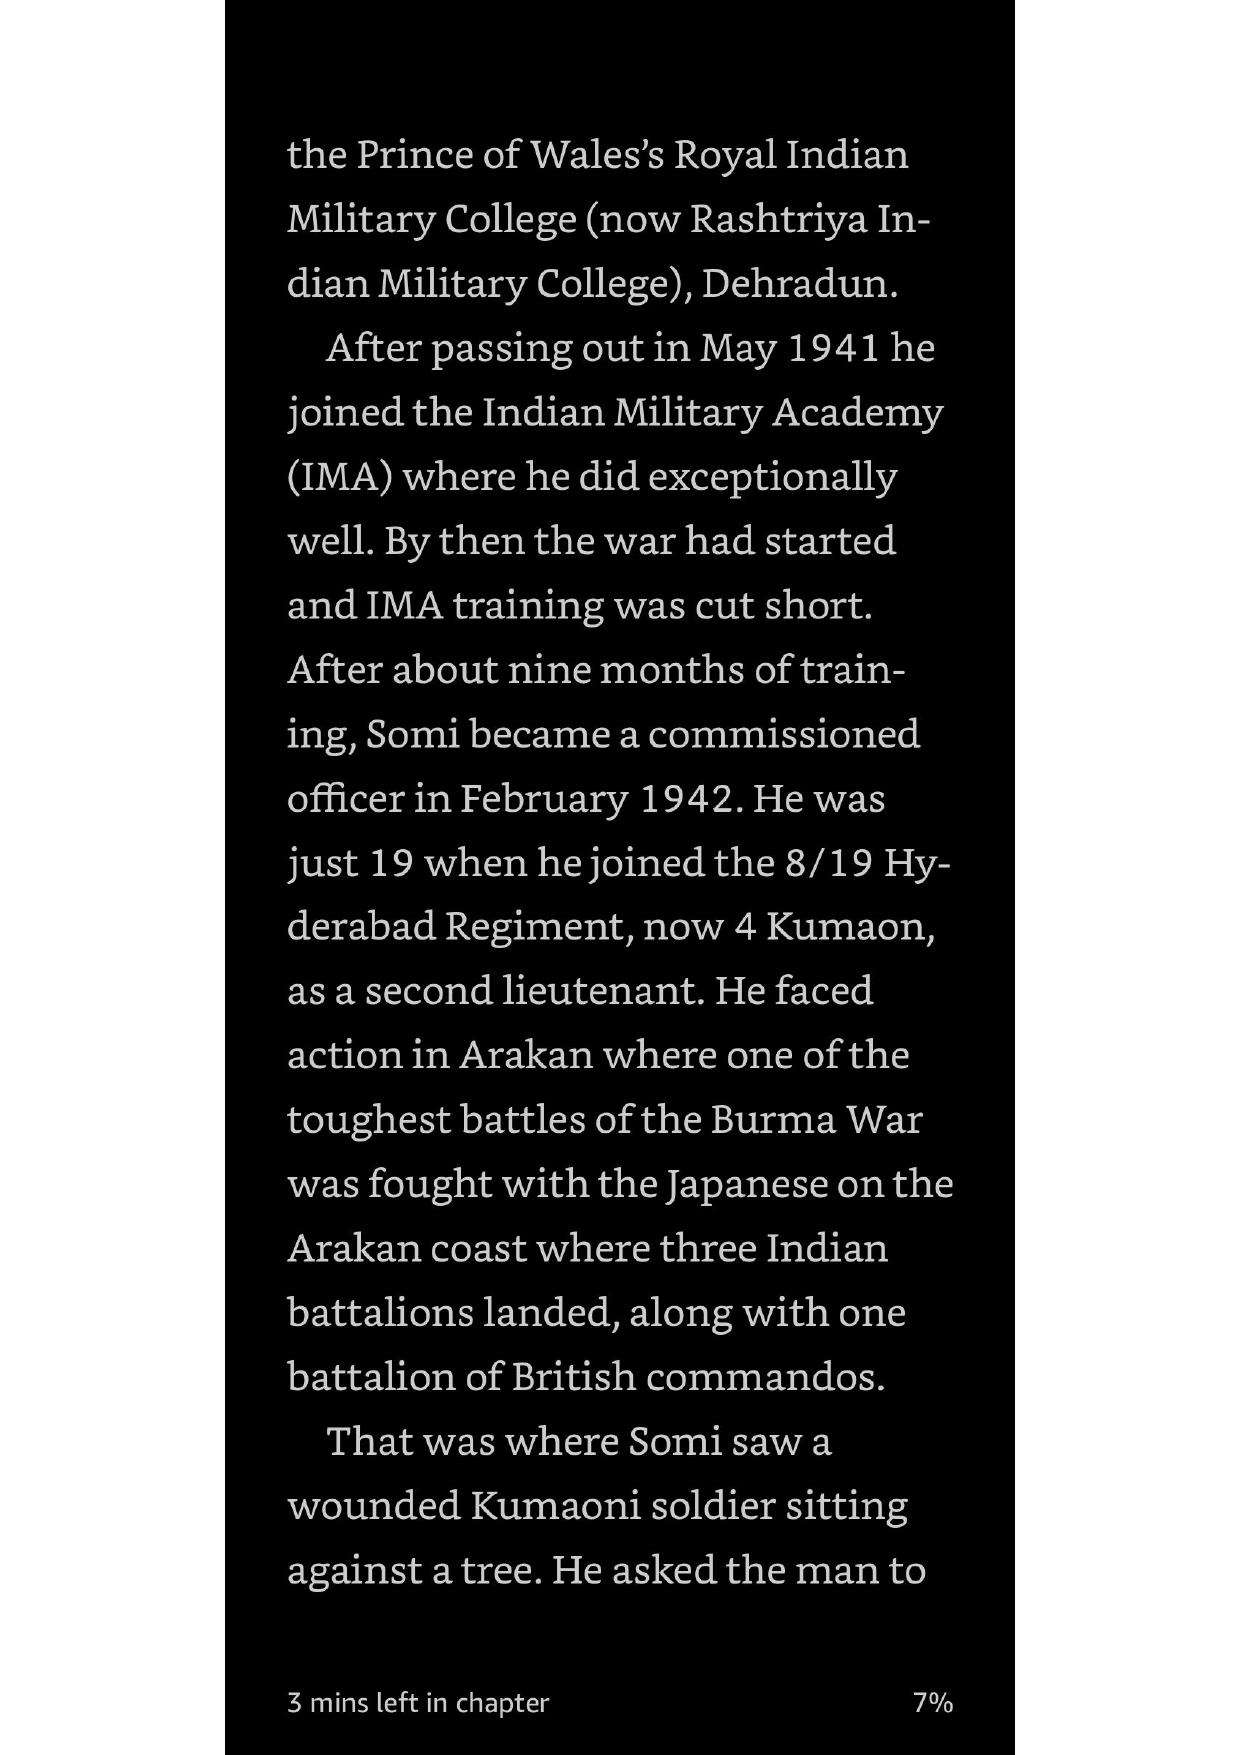 the Prince of Wales’s Royal Indian
Military College (now Rashtriya In-
dian Military College), Dehradun.
After passing out in May 1941 he
joined the Indian Military Academy
(IMA) where he did exceptionally
well. By then the war had started
and IMA training was cut short.
After about nine months of train-
ing, Somi became a commissioned
officer in February 1942. He was
just 19 when he joined the 8/19 Hy-
derabad Regiment, now 4 Kumaon,
as a second lieutenant. He faced
action in Arakan where one of the
toughest battles of the Burma War
was fought with the Japanese on the
Arakan coast where three Indian
battalions landed, along with one
battalion of British commandos.
That was where Somi saw a
wounded Kumaoni soldier sitting
against a tree. He asked the man to
3 mins left in chapter 7%